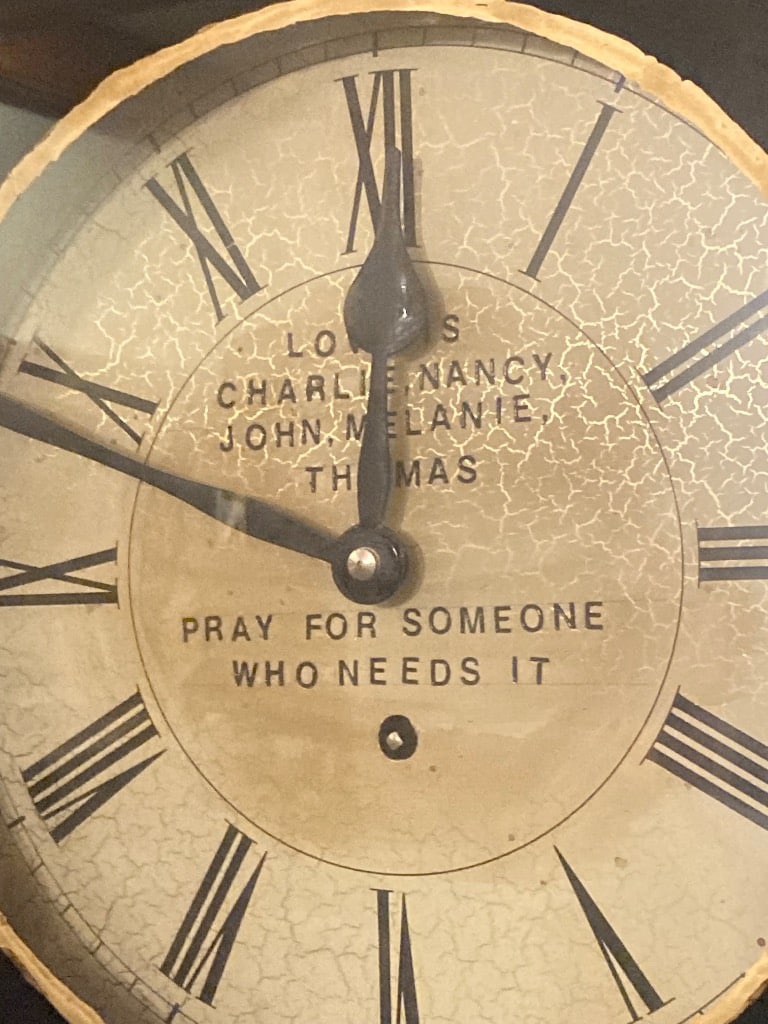 XII
XI I
X II
CHARLIE, NANCY,
JOHN, MELANIE,
THOMAS
IX III
PRAY FOR SOMEONE
WHO NEEDS IT
VIII IIII
VII V
VI